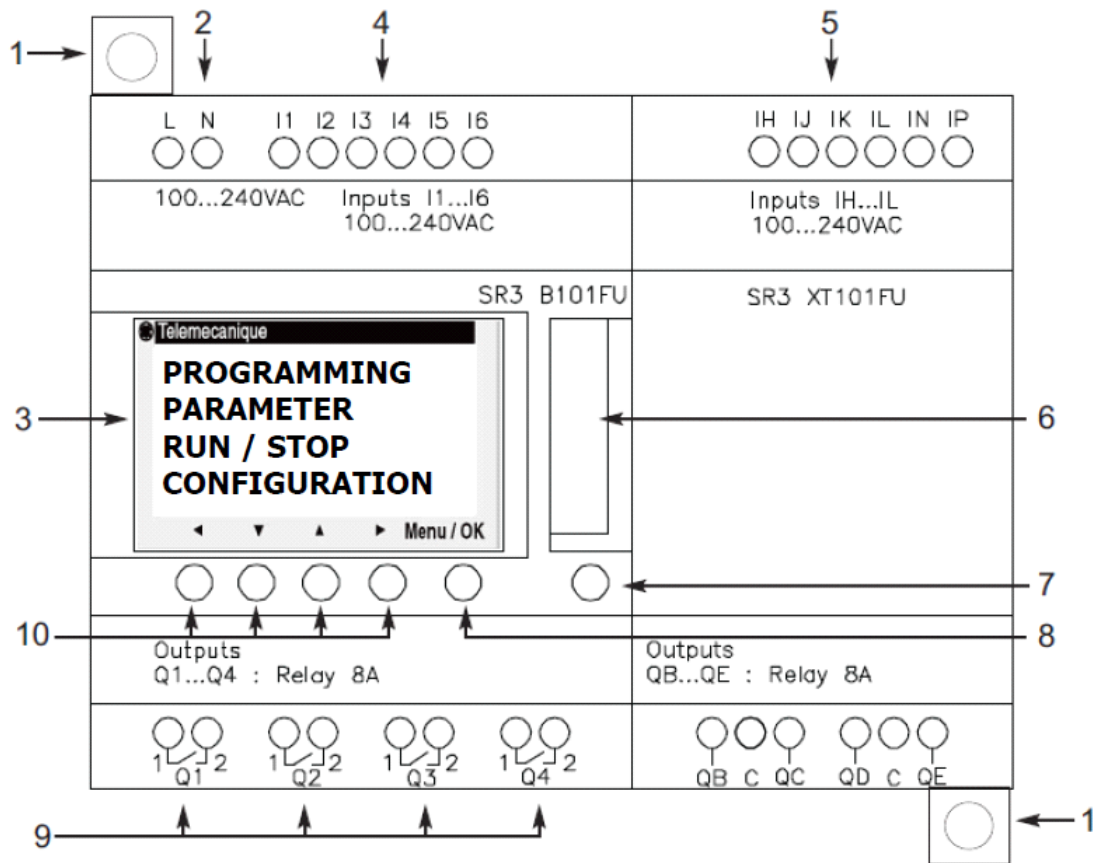 2 4 5
1
L N I1 I2 I3 I4 I5 I6 IH IJ IK IL IN IP
100...240VAC Inputs I1...I6 Inputs IH...IL
100...240VAC 100...240VAC
SR3 B101FU SR3 XT101FU
Telemecanique
PROGRAMMING
3 PARAMETER 6
RUN / STOP
CONFIGURATION
Menu / OK
7
10 8
Outputs Outputs
Q1...Q4 : Relay 8A QB...QE : Relay 8A
1 2 1 2 1 2 1 2
Q1 Q2 Q3 Q4 QB C QC QD C QE
9 1